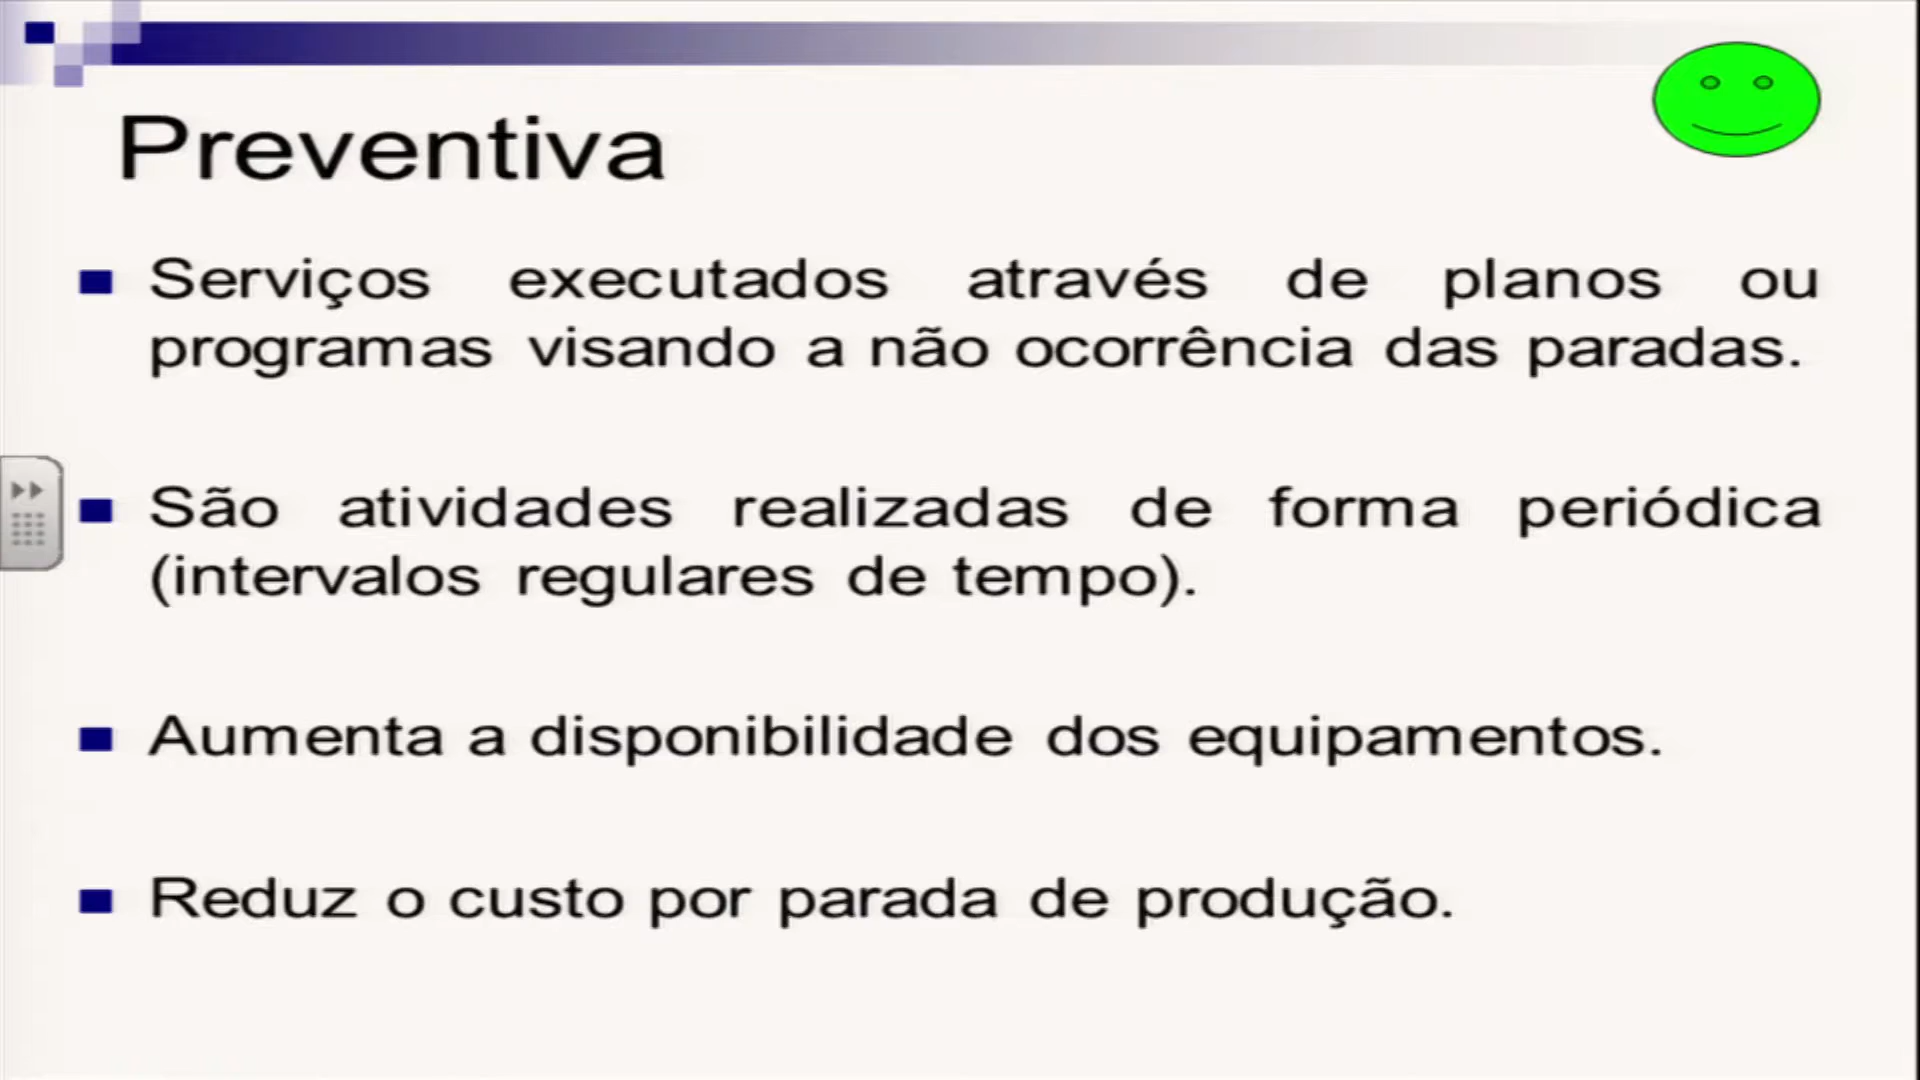 Preventiva
Serviços executados através de planos ou
programas visando a não ocorrência das paradas.
São atividades realizadas de forma periódica
(intervalos regulares de tempo).
Aumenta a disponibilidade dos equipamentos.
Reduz o custo por parada de produção.